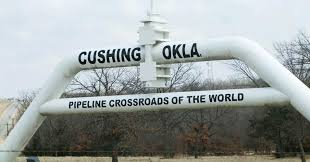 CUSHING OKLA.
PIPELINE CROSSROADS OF THE WORLD